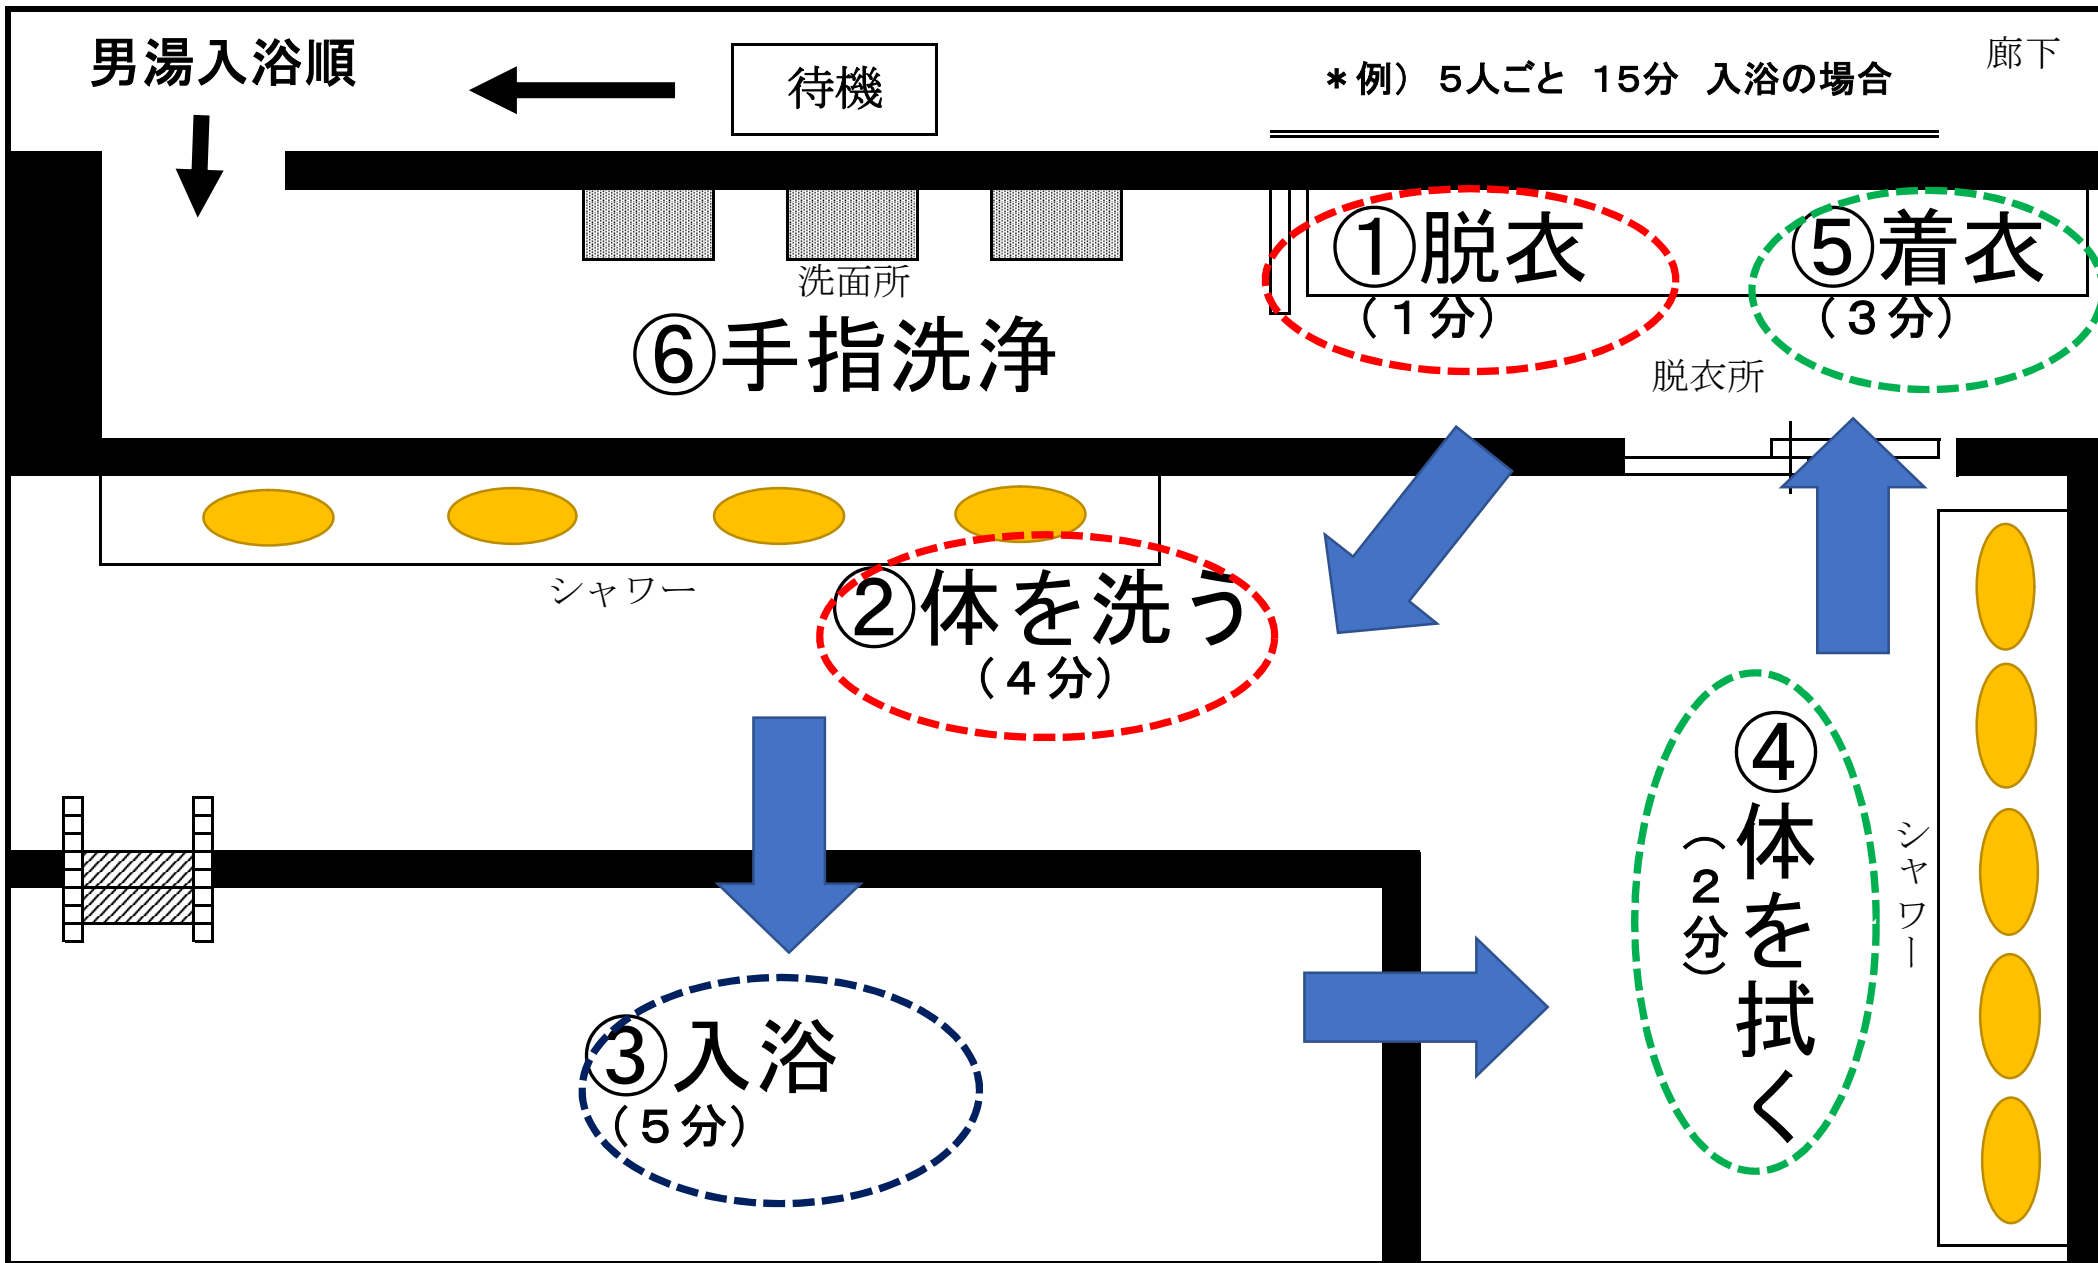 男湯入浴順
待機
*例） 5人ごと 15分 入浴の場合
廊下
①脱衣
（１分）
⑤着衣
（３分）
洗面所
⑥手指洗浄
脱衣所
シャワー
②体を洗う
（４分）
④体を拭く
（２分）
シャワー
③入浴
（５分）